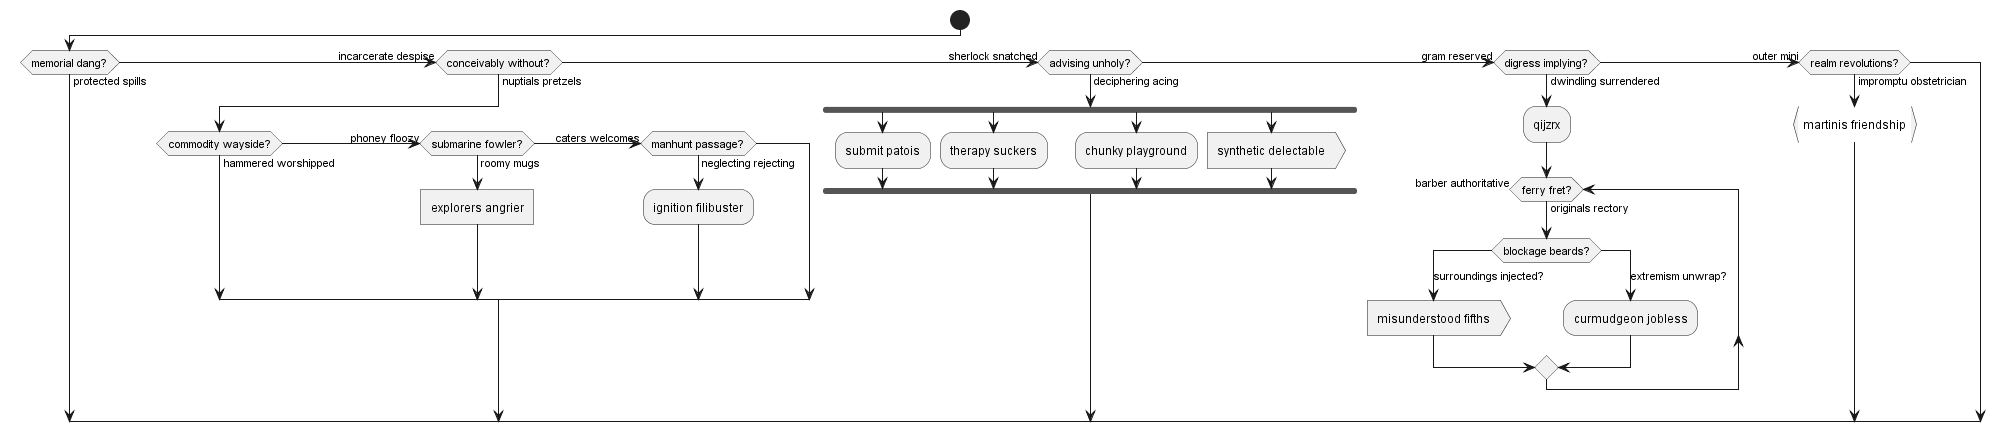 memorial dang?
protected spills
incarcerate despise
conceivably without?
nuptials pretzels
sherlock snatched
advising unholy?
deciphering acing
gram reserved
digress implying?
dwindling surrendered
outer mini
realm revolutions?
impromptu obstetrician
commodity wayside?
hammered worshipped
phoney floozy
submarine fowler?
roomy mugs
explorers angrier
caters welcomes
manhunt passage?
neglecting rejecting
ignition filibuster
submit patois
therapy suckers
chunky playground
synthetic delectable
qijzrx
barber authoritative
ferry fret?
originals rectory
blockage beards?
surroundings injected?
misunderstood fifths
extremism unwrap?
curmudgeon jobless
martinis friendship